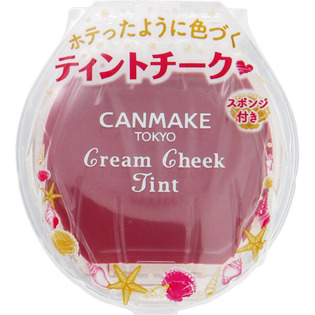 ホテったように色づく
ティントチーク♥
スポンジ
付き
CANMAKE
TOKYO
Cream Cheek
Tint